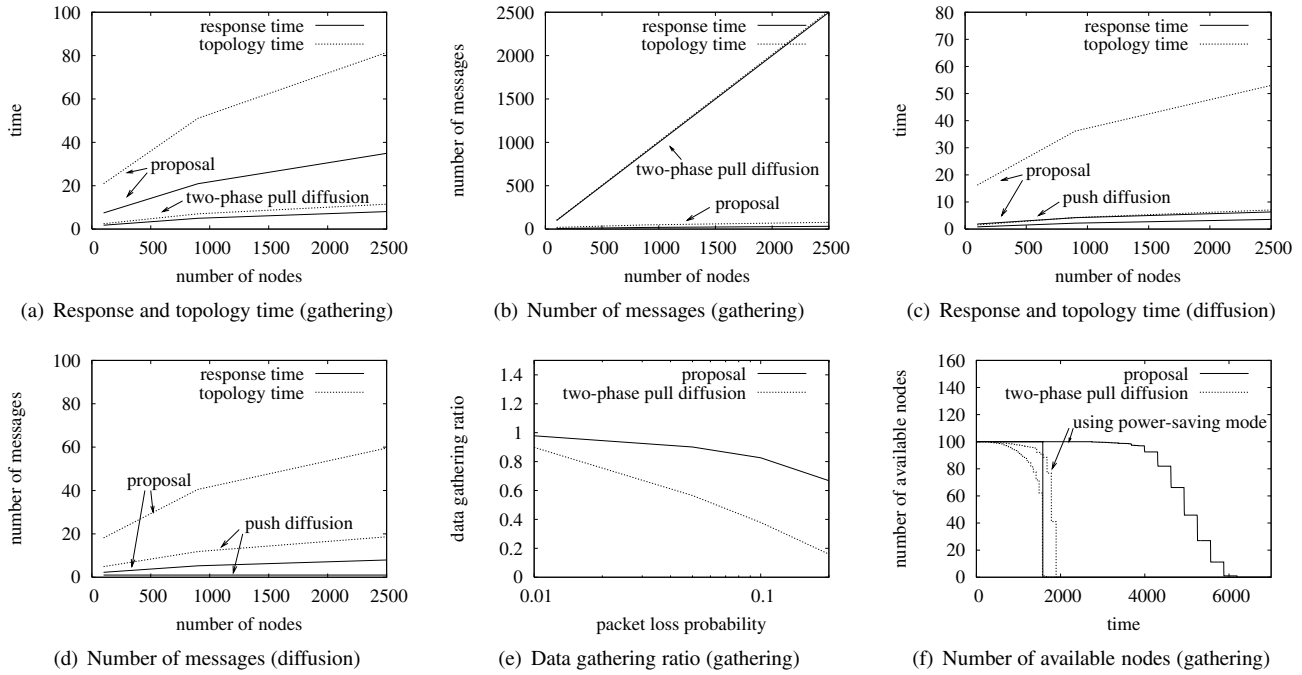 100
80
60
40
20
0
0 500 1000 1500 2000 2500
time
number of nodes
response time
topology time
proposal
two-phase pull diffusion
(a) Response and topology time (gathering)
2500
2000
1500
1000
500
0
0 500 1000 1500 2000 2500
number of messages
number of nodes
response time
topology time
two-phase pull diffusion
proposal
(b) Number of messages (gathering)
80
70
60
50
40
30
20
10
0
0 500 1000 1500 2000 2500
time
number of nodes
response time
topology time
proposal
push diffusion
(c) Response and topology time (diffusion)
100
80
60
40
20
0
0 500 1000 1500 2000 2500
number of messages
number of nodes
response time
topology time
proposal
push diffusion
(d) Number of messages (diffusion)
1.4
1.2
1
0.8
0.6
0.4
0.2
0
0.01 0.1
data gathering ratio
packet loss probability
proposal
two-phase pull diffusion
(e) Data gathering ratio (gathering)
160
140
120
100
80
60
40
20
0
0 2000 4000 6000
number of available nodes
time
proposal
two-phase pull diffusion
using power-saving mode
(f) Number of available nodes (gathering)